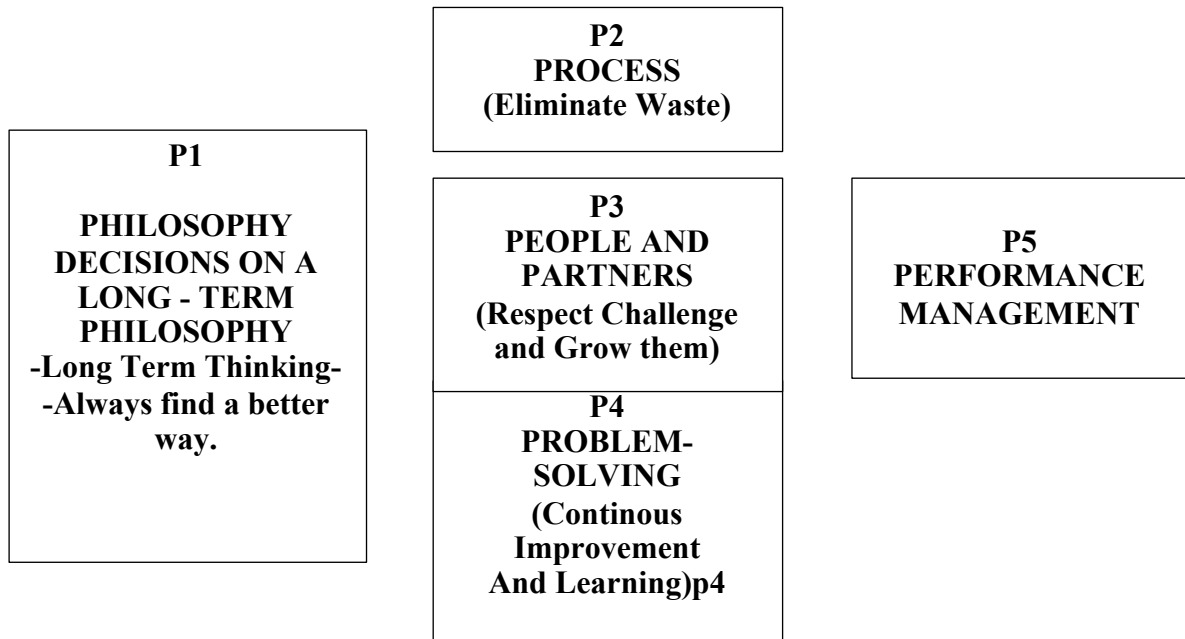 P1
PHILOSOPHY
DECISIONS ON A
LONG - TERM
PHILOSOPHY
-Long Term Thinking-
-Always find a better
way.
P2
PROCESS
(Eliminate Waste)
P3
PEOPLE AND
PARTNERS
(Respect Challenge
and Grow them)
P4
PROBLEM-
SOLVING
(Continous
Improvement
And Learning)p4
P5
PERFORMANCE
MANAGEMENT